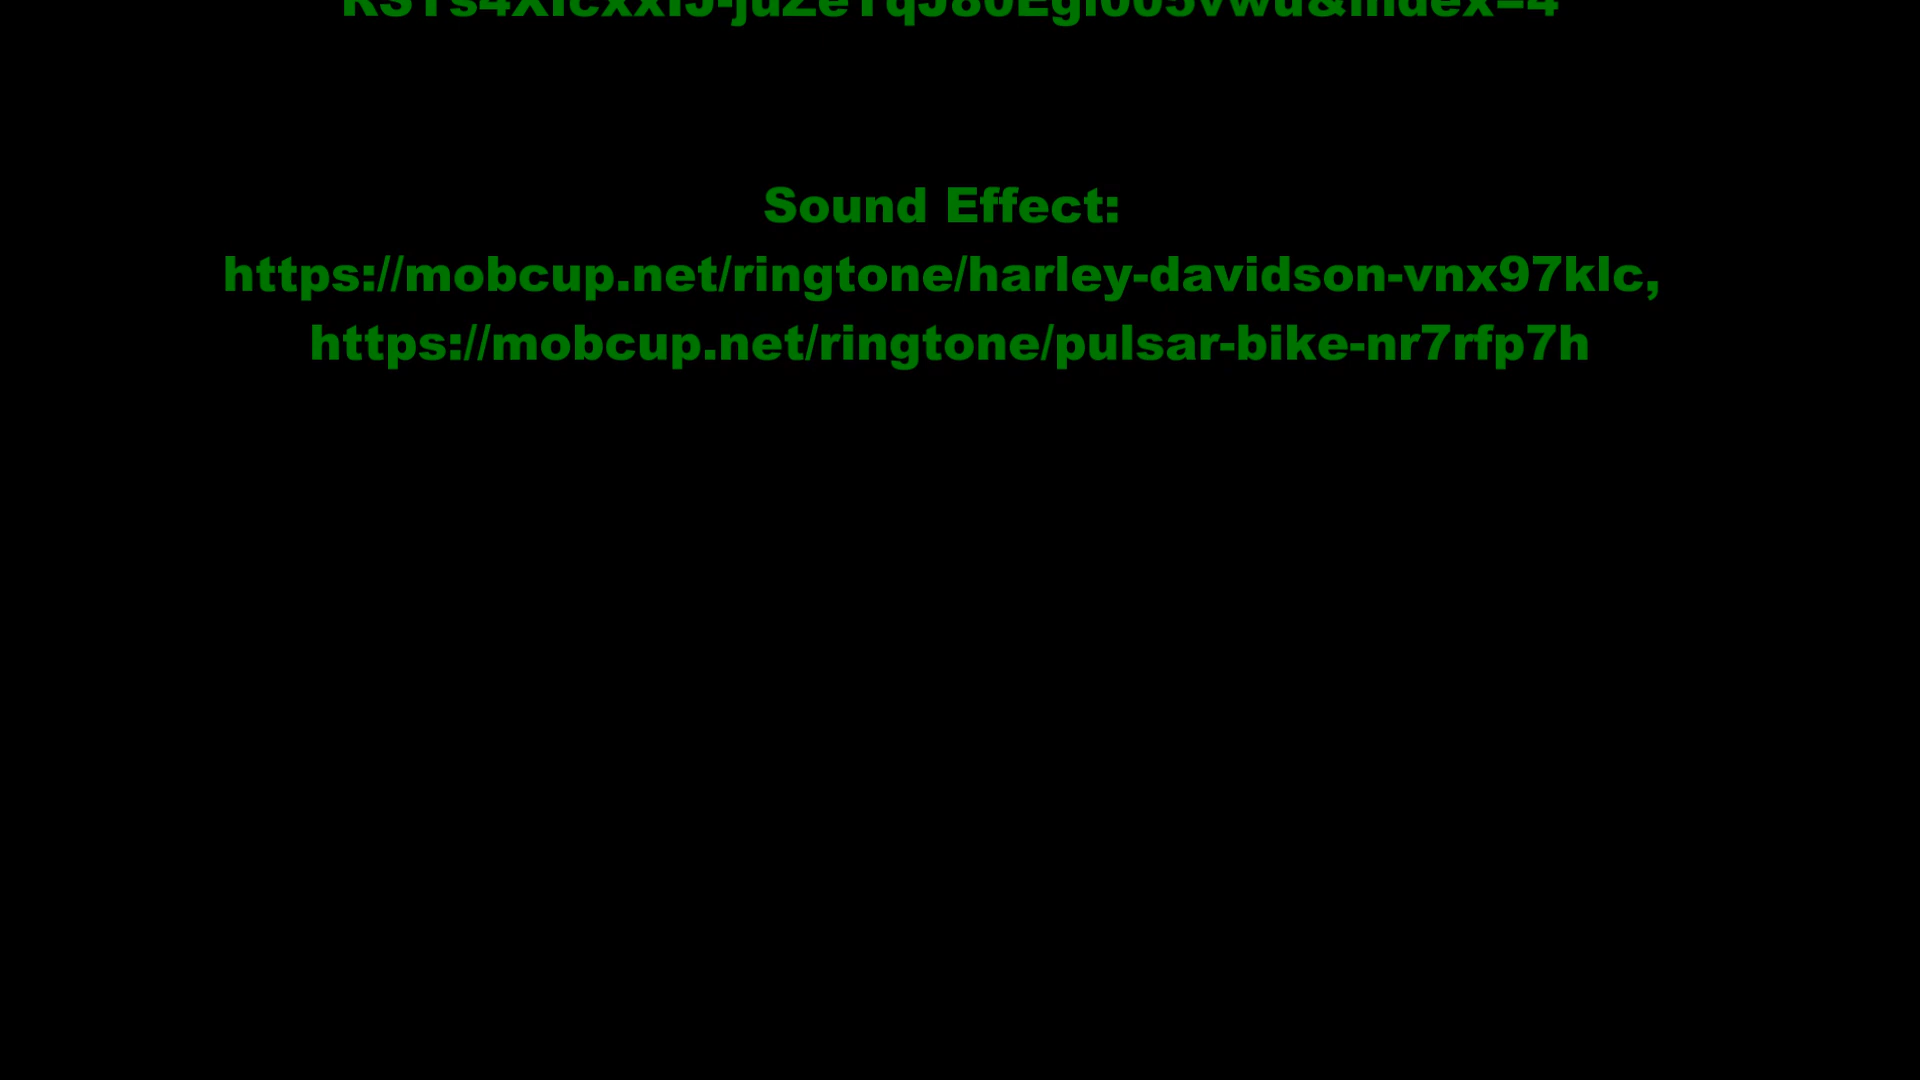 Sound Effect:
https://mobcup.net/ringtone/harley-davidson-vnx97klc,
https://mobcup.net/ringtone/pulsar-bike-nr7rfp7h